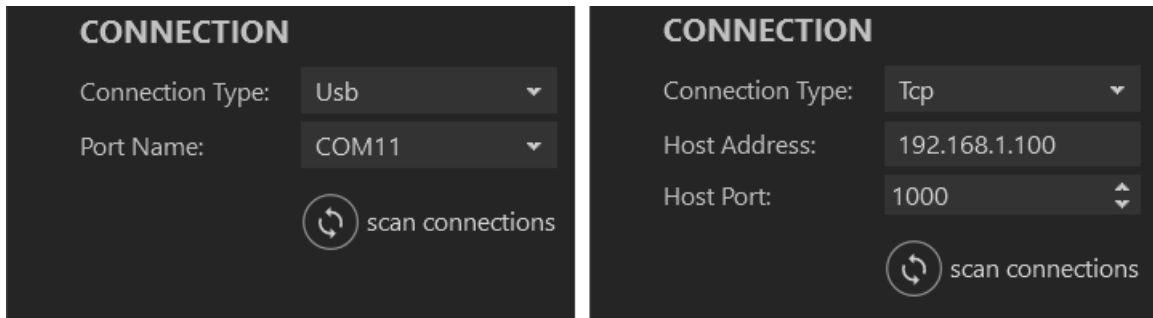 CONNECTION
Connection Type: Usb
Port Name: COM11
scan connections
CONNECTION
Connection Type: Tcp
Host Address: 192.168.1.100
Host Port: 1000
scan connections